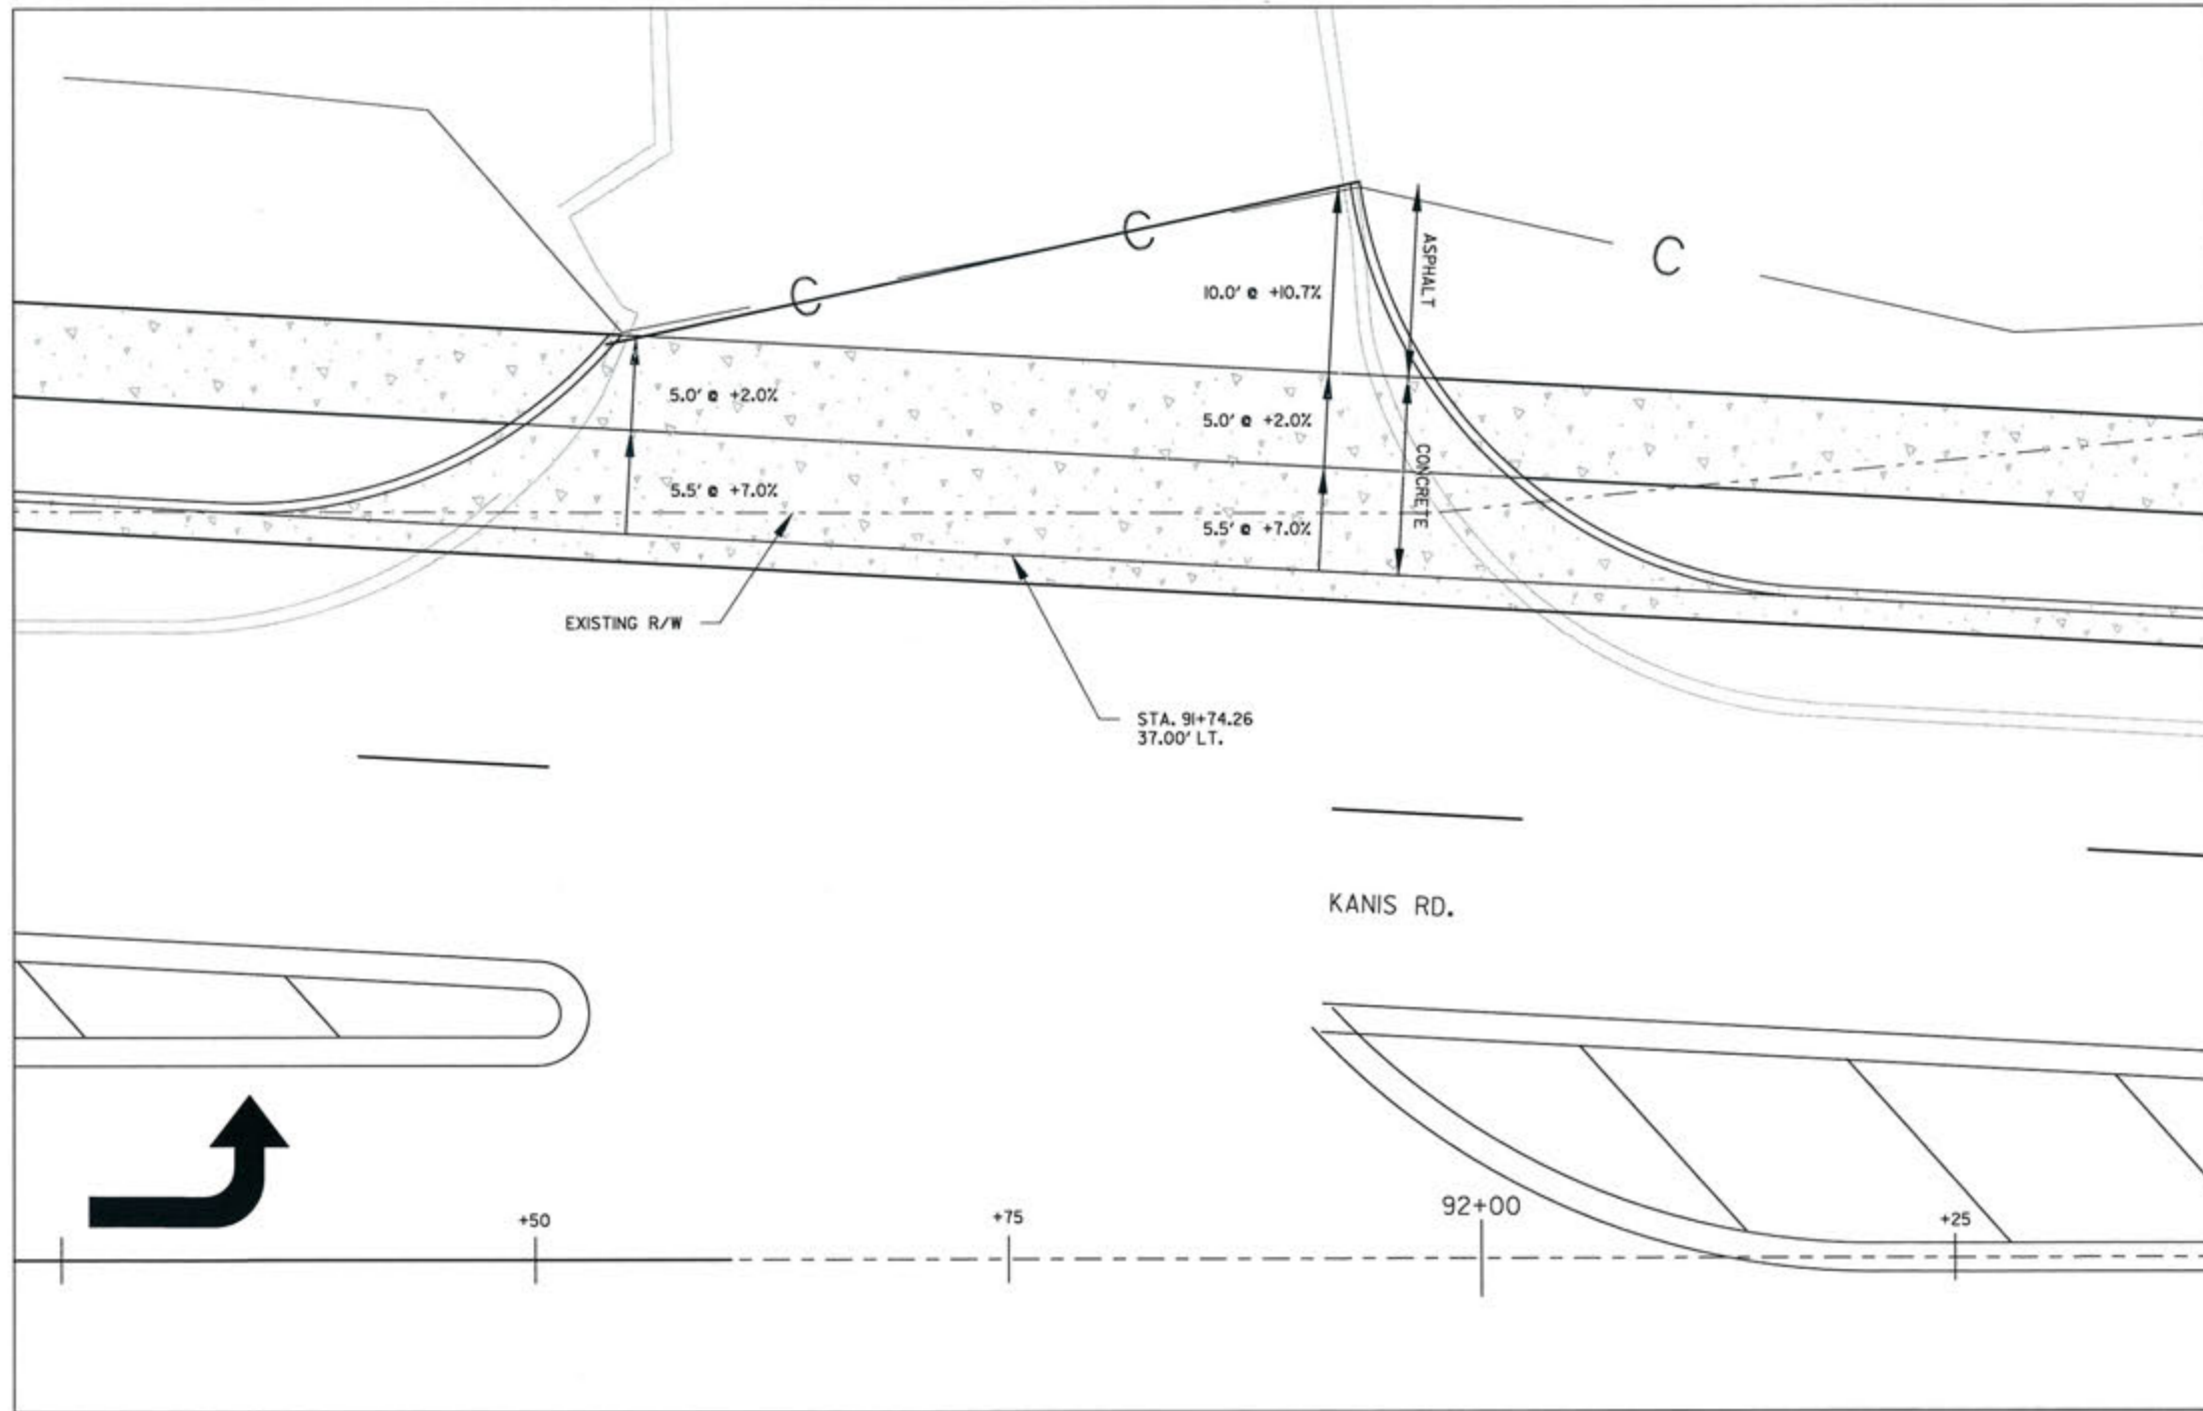 C
C
C
ASPHALT
10.0' @ +10.7%
5.0' @ +2.0%
5.0' @ +2.0%
CONCRETE
5.5' @ +7.0%
5.5' @ +7.0%
EXISTING R/W
STA. 91+74.26
37.00' LT.
KANIS RD.
+50
+75
92+00
+25